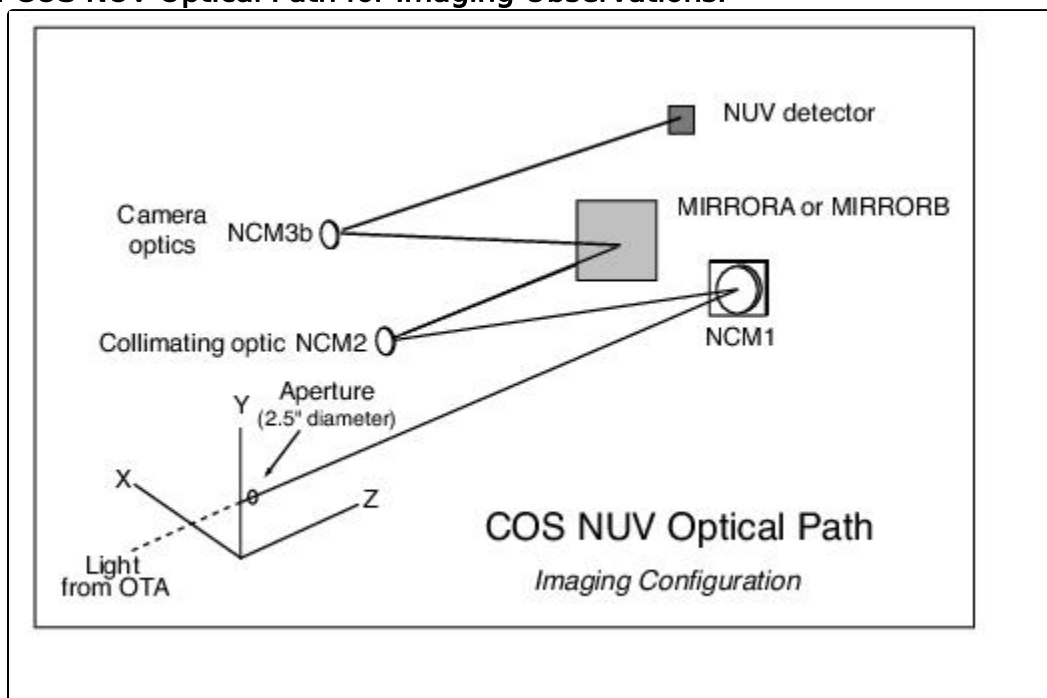 COS NUV Optical Path for Imaging Observations.
NUV detector
MIRRORA or MIRRORB
Camera
optics
NCM3b
NCM1
Collimating optic NCM2
Aperture
(2.5" diameter)
Y
X
Z
Light
from OTA
COS NUV Optical Path
Imaging Configuration